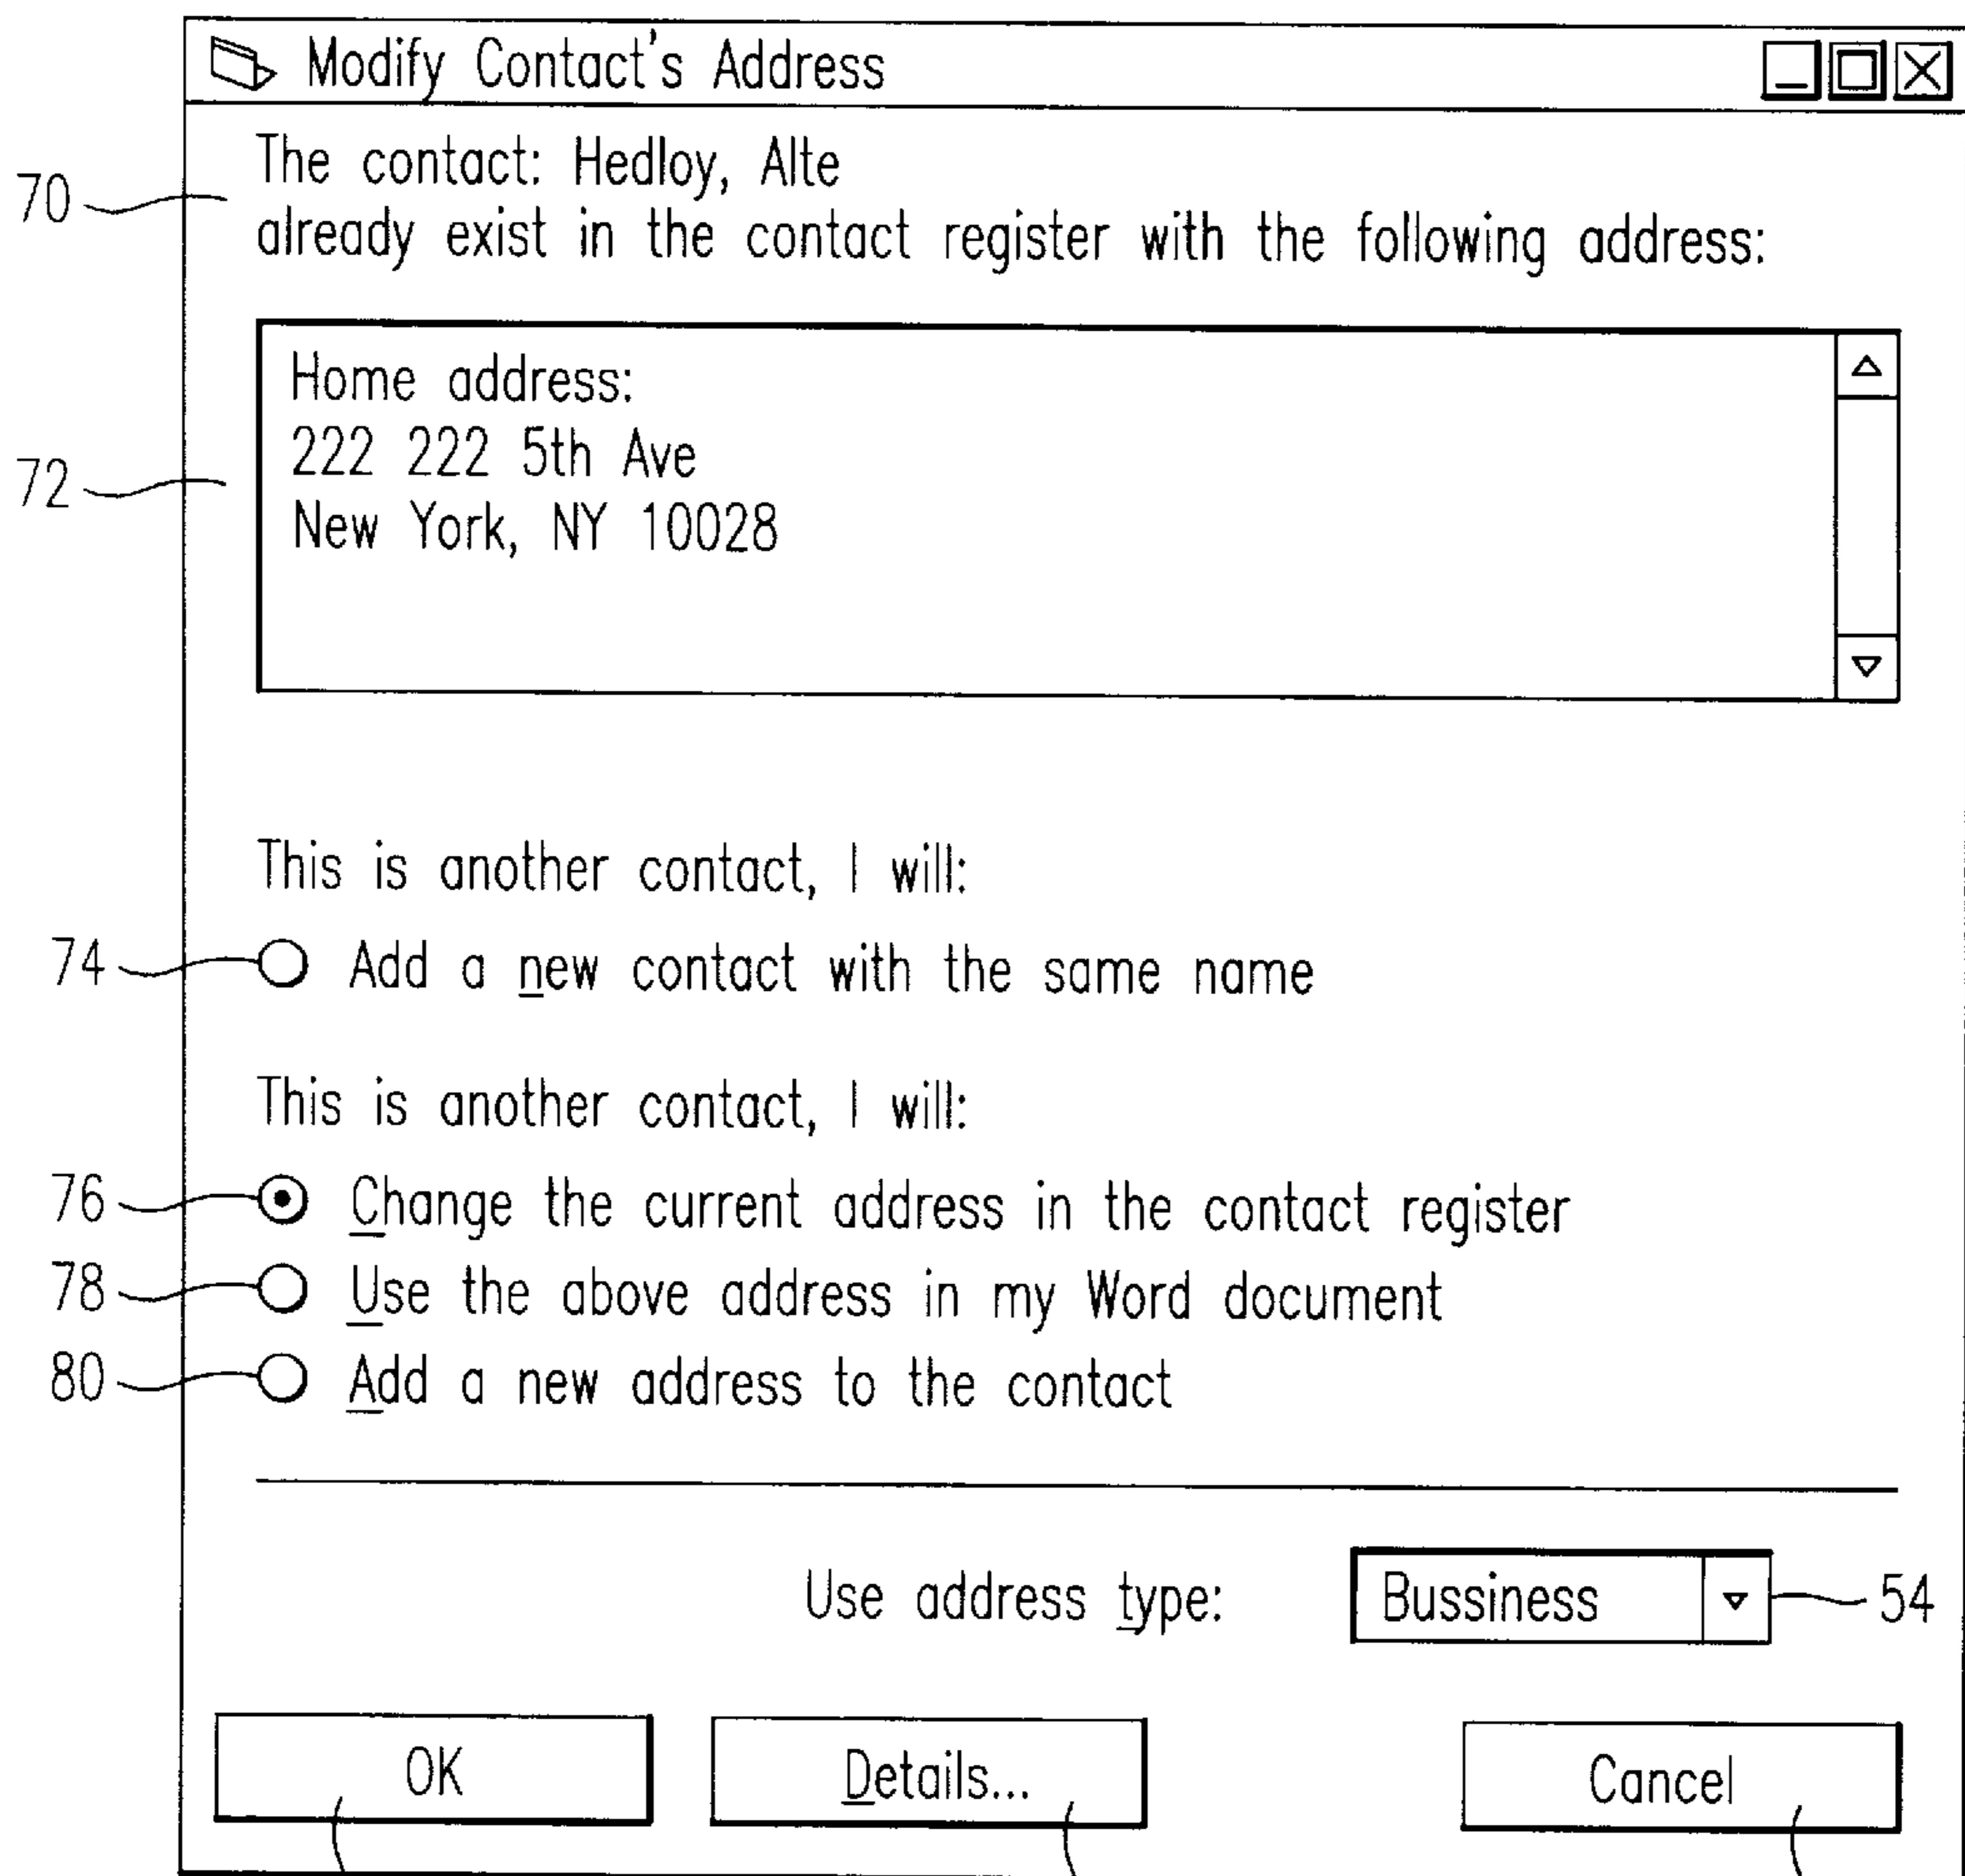 Modify Contact's Address
70
The contact: Hedloy, Alte
already exist in the contact register with the following address:
72
Home address:
222 222 5th Ave
New York, NY 10028
This is another contact, I will:
74 Add a new contact with the same name
This is another contact, I will:
76 Change the current address in the contact register
78 Use the above address in my Word document
80 Add a new address to the contact
Use address type: Bussiness 54
OK Details... Cancel